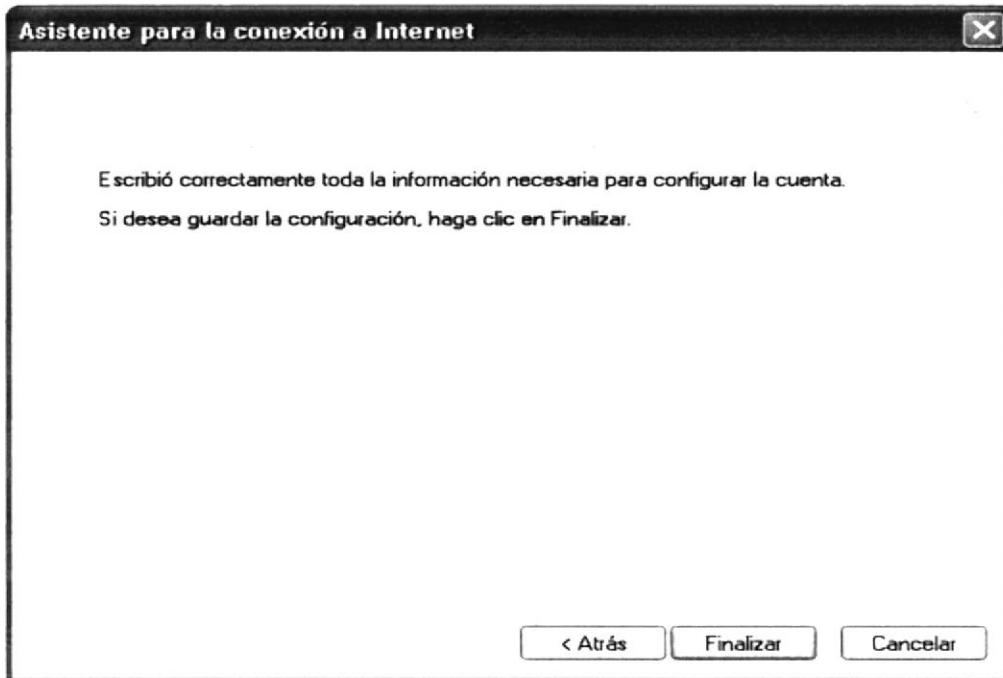 Asistente para la conexión a Internet
Escribió correctamente toda la información necesaria para configurar la cuenta.
Si desea guardar la configuración, haga clic en Finalizar.
< Atrás Finalizar Cancelar